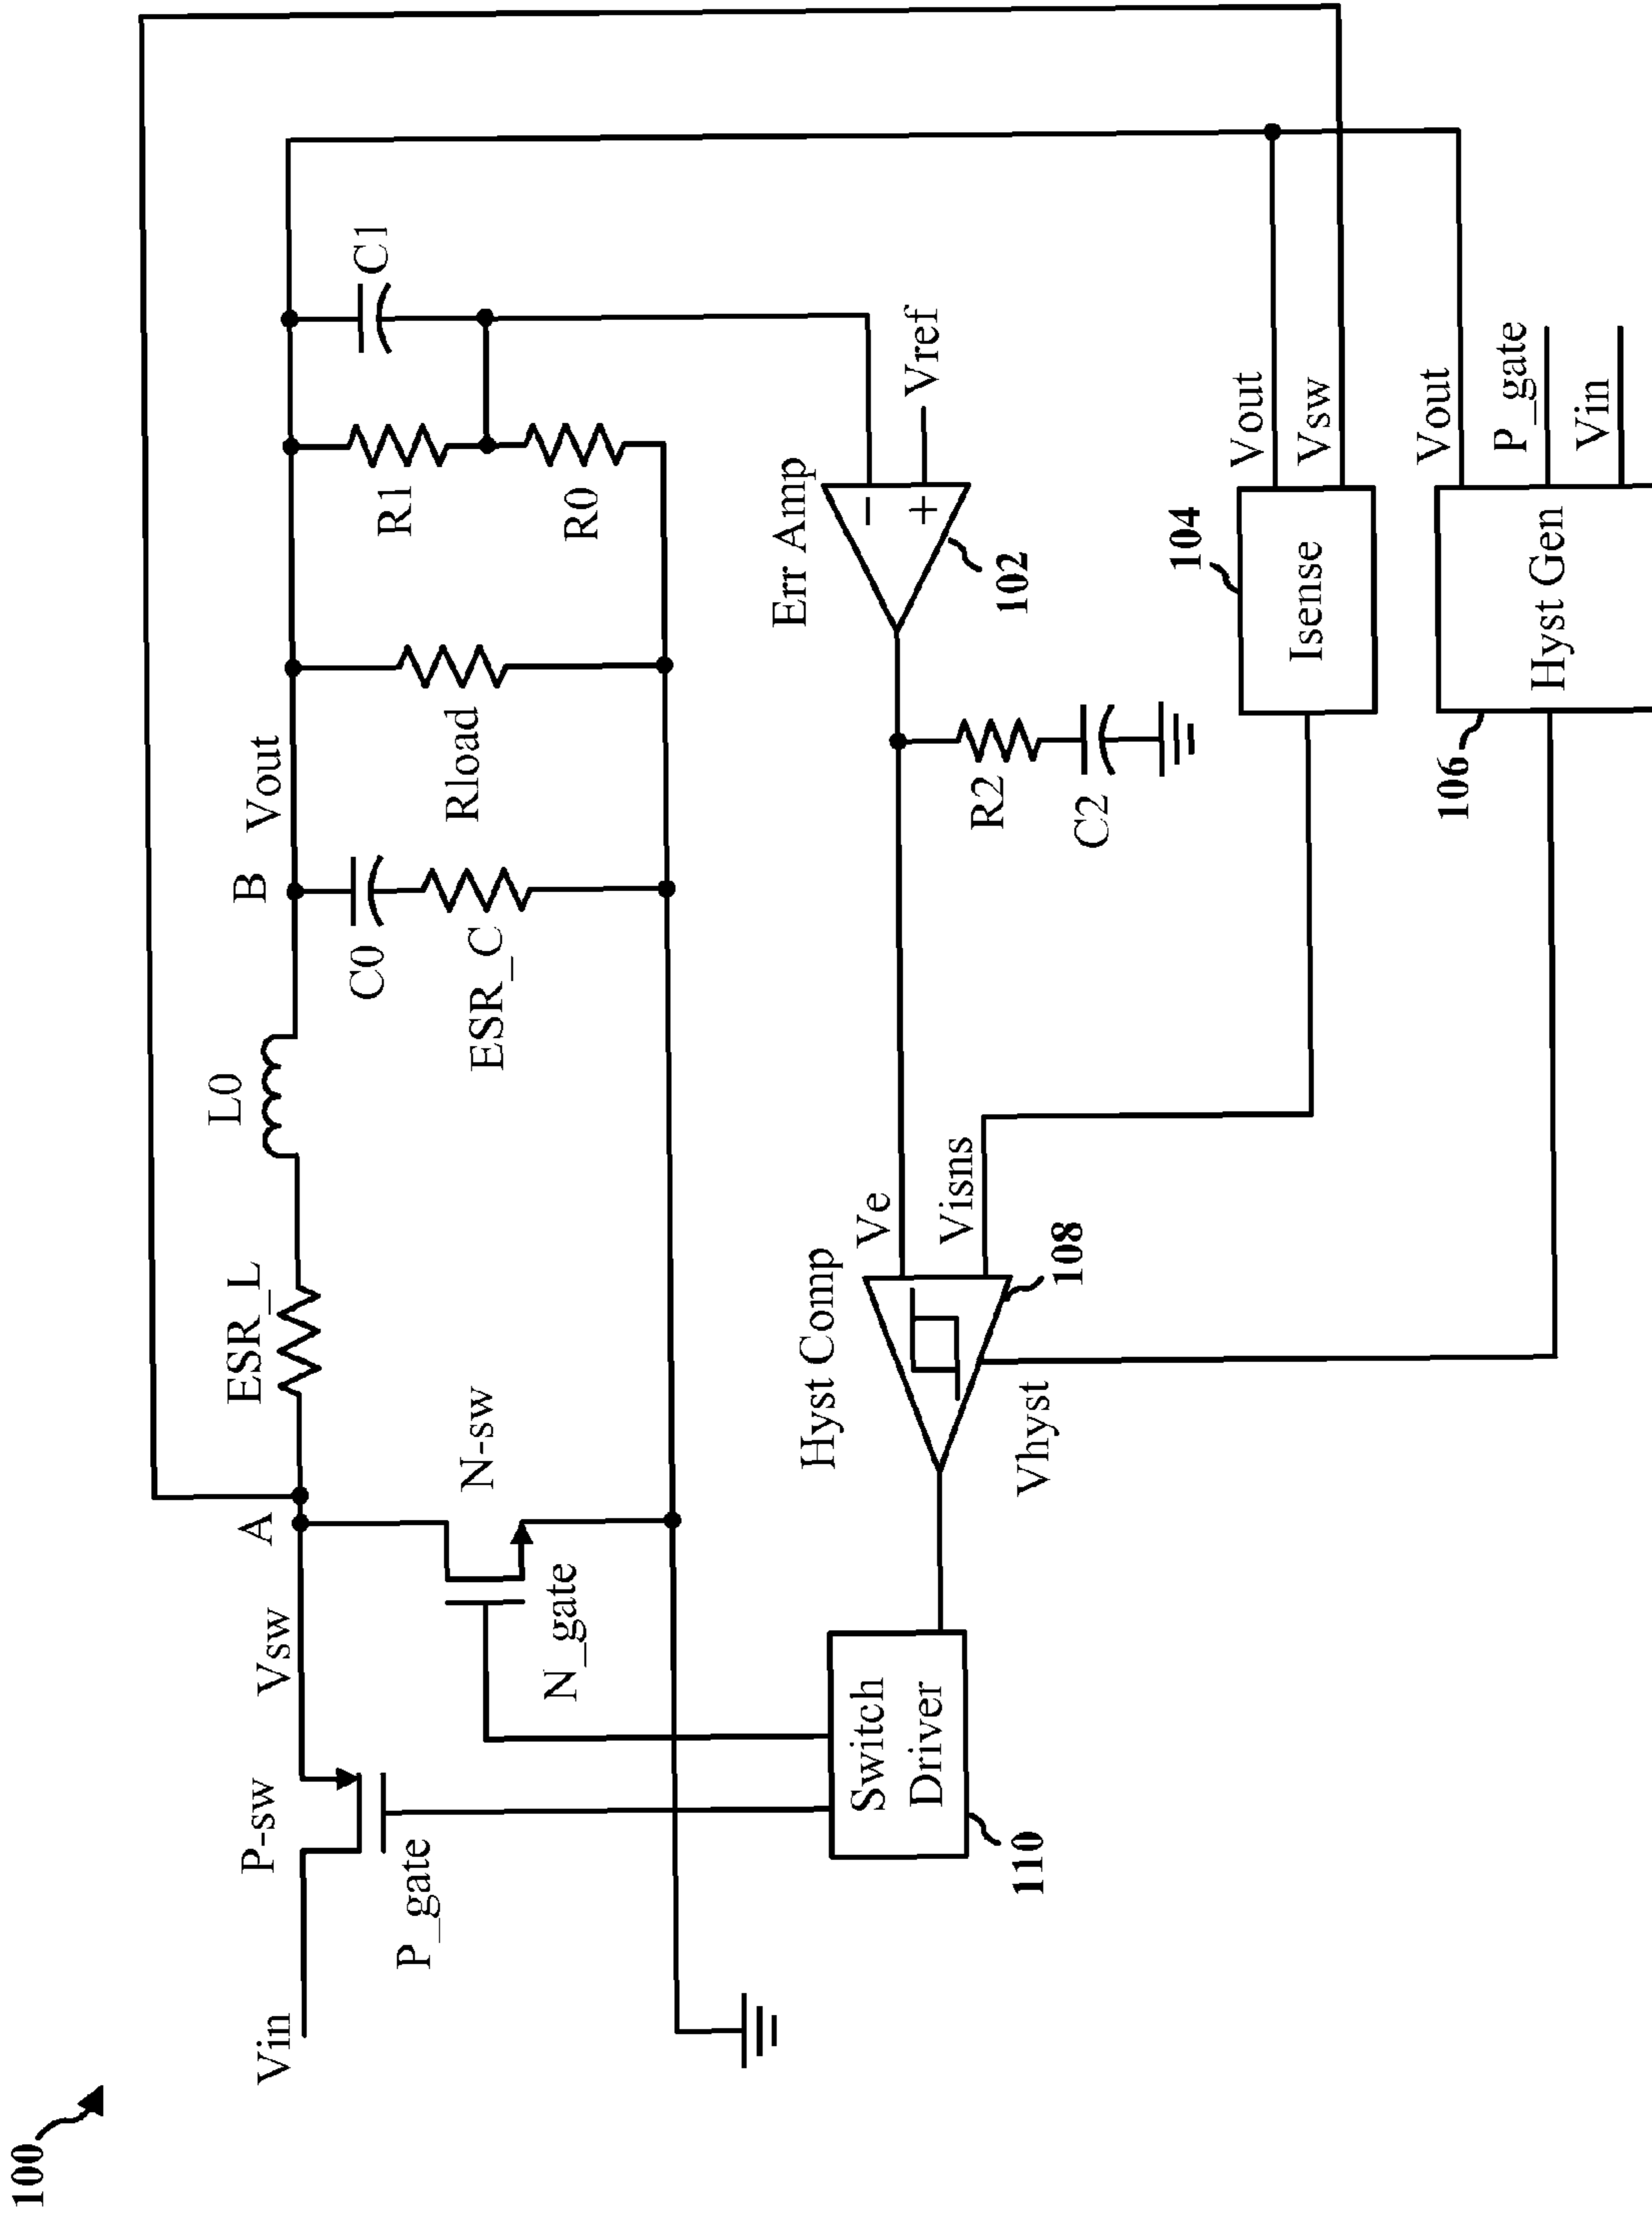 100
Vin
P-sw
P_gate
Vsw
A
N-sw
N_gate
ESR_L
L0
B
Vout
C0
ESR_C
Rload
R1
R0
C1
Switch
Driver
110
Hyst Comp
Vhyst
108
Ve
Visns
R2
C2
Err Amp
–
+
102
Vref
104
Isense
Vout
Vsw
106
Hyst Gen
Vout
P_gate
Vin